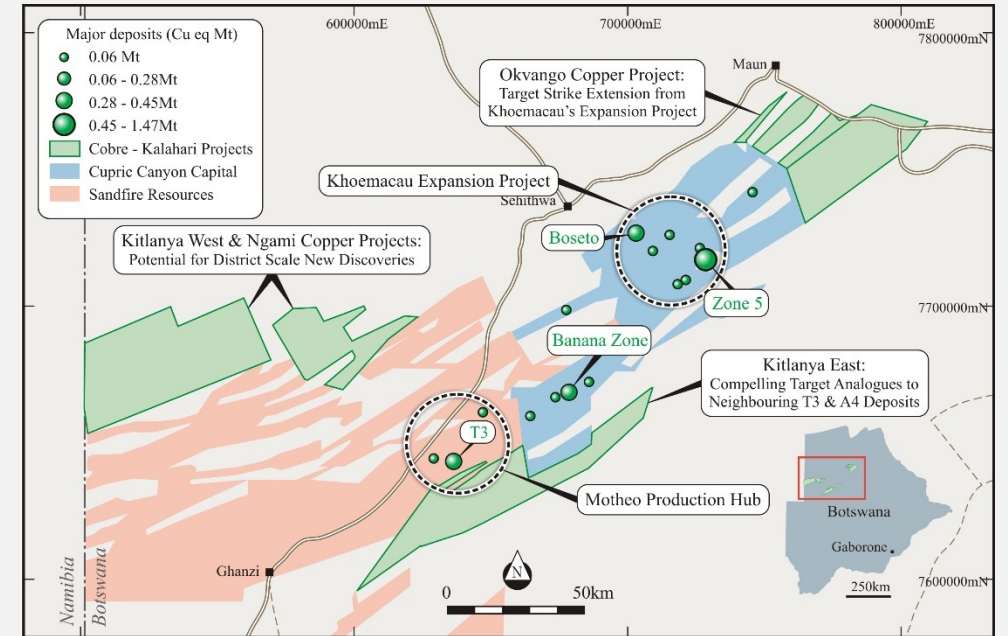 600000mE
700000mE
800000mE
7800000mN
Major deposits (Cu eq Mt)
0.06 Mt
0.06 - 0.28Mt
0.28 - 0.45Mt
0.45 - 1.47Mt
Cobre - Kalahari Projects
Cupric Canyon Capital
Sandfire Resources
Maun
Okvango Copper Project:
Target Strike Extension from
Khoemacau's Expansion Project
Khoemacau Expansion Project
Sehithwa
Kitlanya West & Ngami Copper Projects:
Potential for District Scale New Discoveries
Boseto
Zone 5
7700000mN
Banana Zone
Kitlanya East:
Compelling Target Analogues to
Neighbouring T3 & A4 Deposits
T3
Motheo Production Hub
Botswana
Gaborone
250km
Namibia
Botswana
Ghanzi
N
0
50km
7600000mN